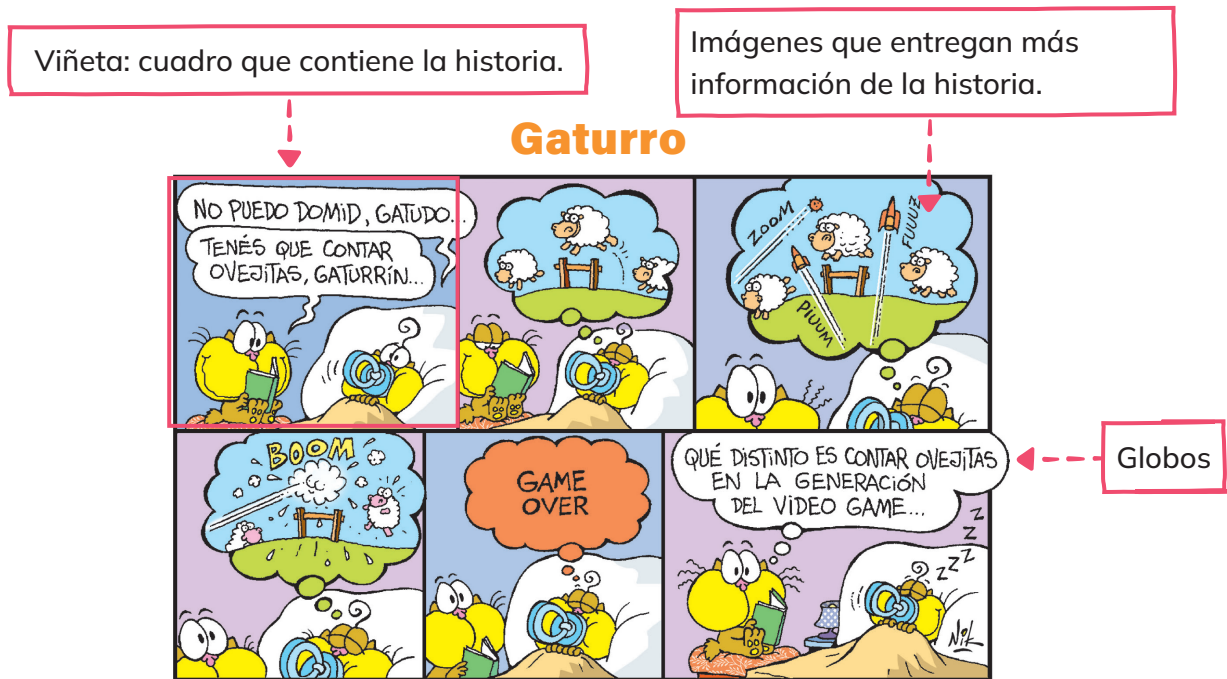 Viñeta: cuadro que contiene la historia.
Imágenes que entregan más
información de la historia.
Gaturro
NO PUEDO DOMiD, GATUDO...
TENÉS QUE CONTAR
OVEJiTAS, GATURRÍN...
ZOOM
FUUUZ
PIUUM
BOOM
GAME
OVER
QUÉ DiSTiNTO ES CONTAR OVEJiTAS
EN LA GENERACiÓN
DEL ViDEO GAME...
Globos
Z
Z
Z Z Z
NiK